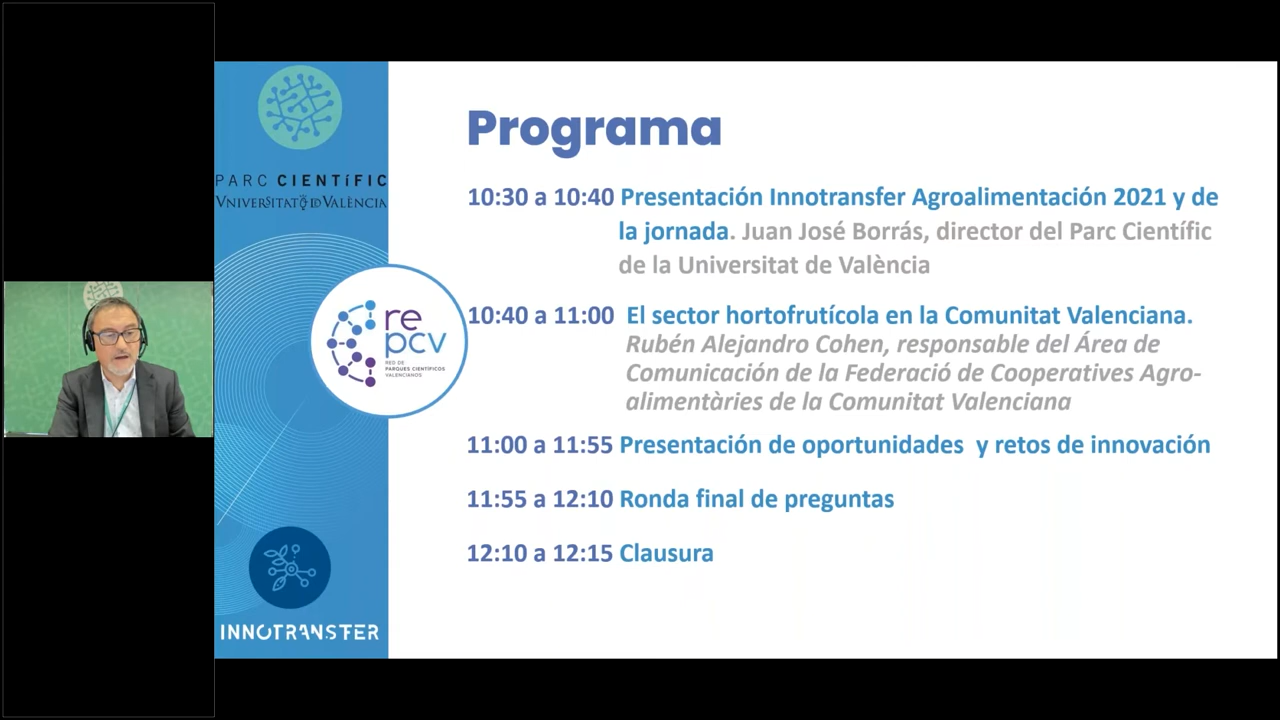 PARC CIENTÍFIC
VNIVERSITATǤIDVALÈNCIA
re
pcv
RED DE
PARQUES CIENTÍFICOS
VALENCIANOS
INNOTRANSFER
Programa
10:30 a 10:40 Presentación Innotransfer Agroalimentación 2021 y de
la jornada. Juan José Borrás, director del Parc Científic
de la Universitat de València
10:40 a 11:00 El sector hortofrutícola en la Comunitat Valenciana.
Rubén Alejandro Cohen, responsable del Área de
Comunicación de la Federació de Cooperatives Agro-
alimentàries de la Comunitat Valenciana
11:00 a 11:55 Presentación de oportunidades y retos de innovación
11:55 a 12:10 Ronda final de preguntas
12:10 a 12:15 Clausura